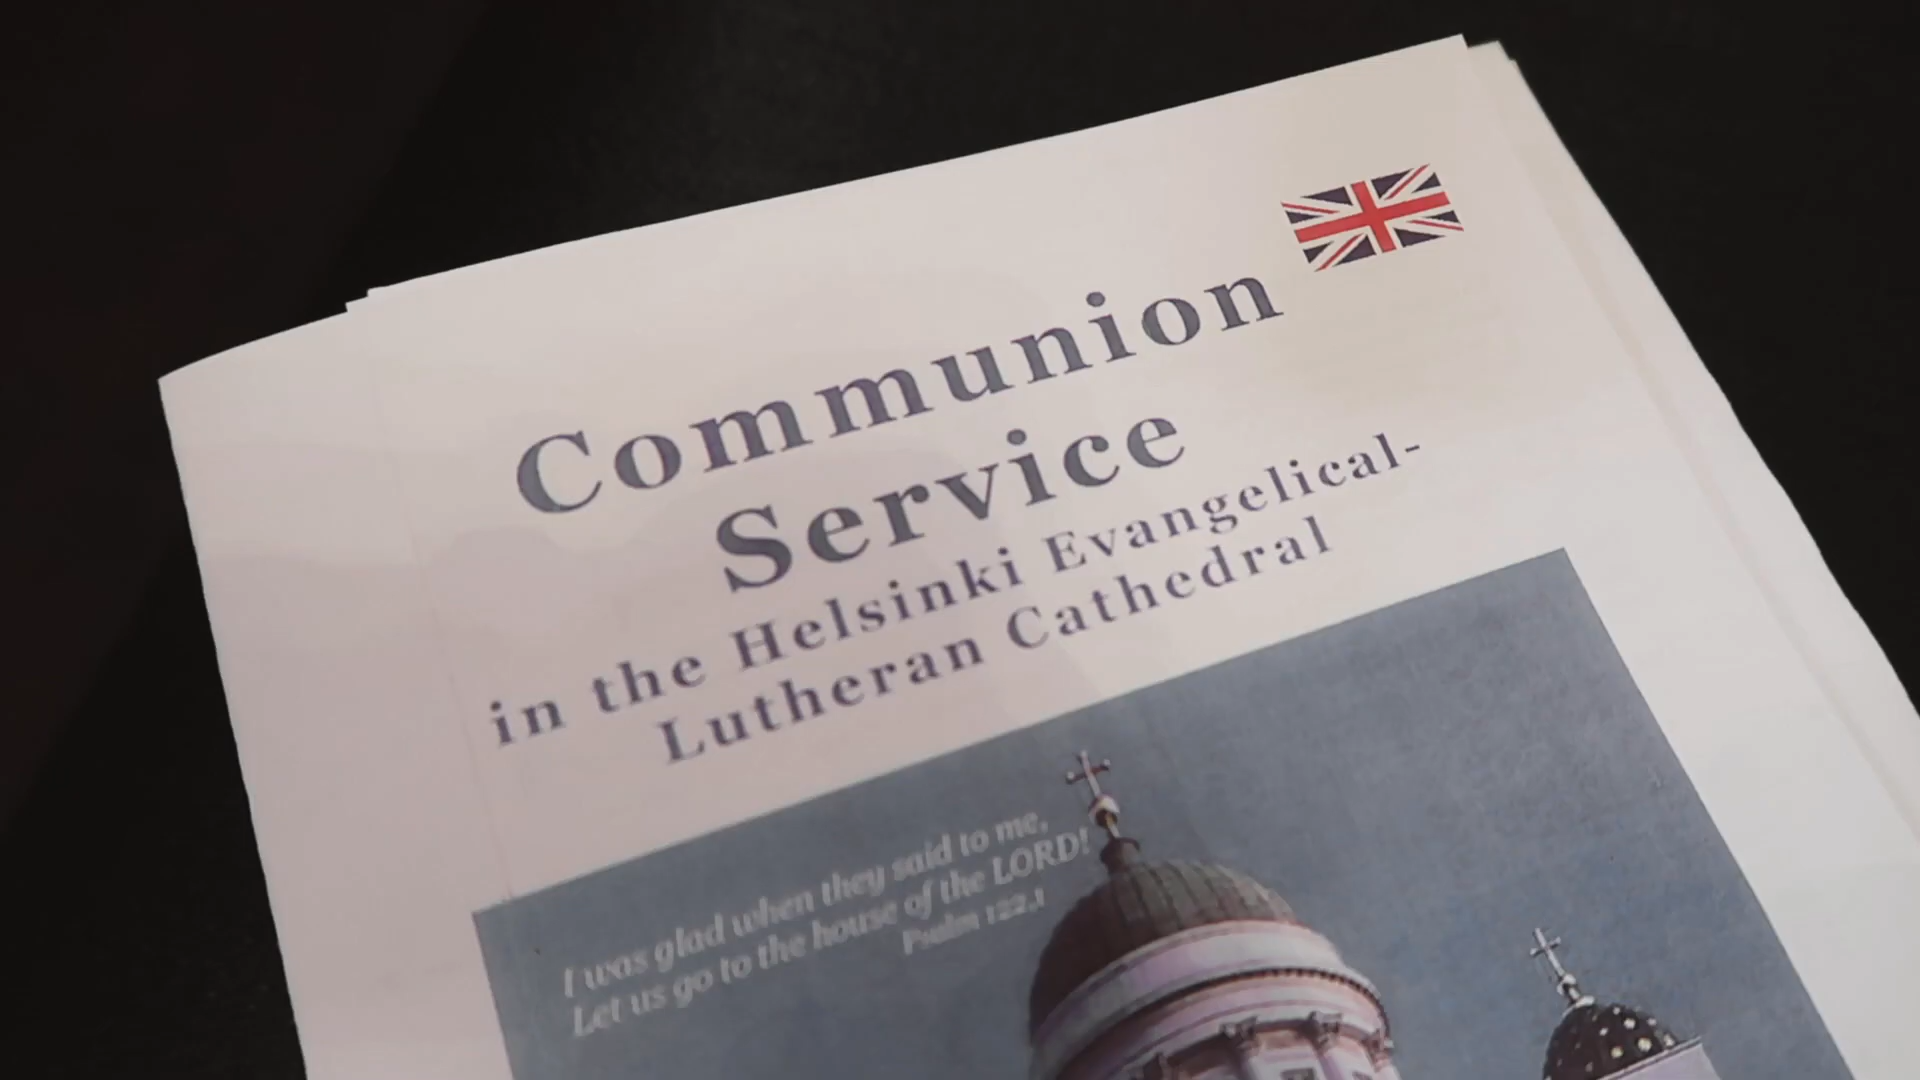 Communion
Service
in the Helsinki Evangelical-
Lutheran Cathedral
I was glad when they said to me,
Let us go to the house of the LORD!
Psalm 122.1